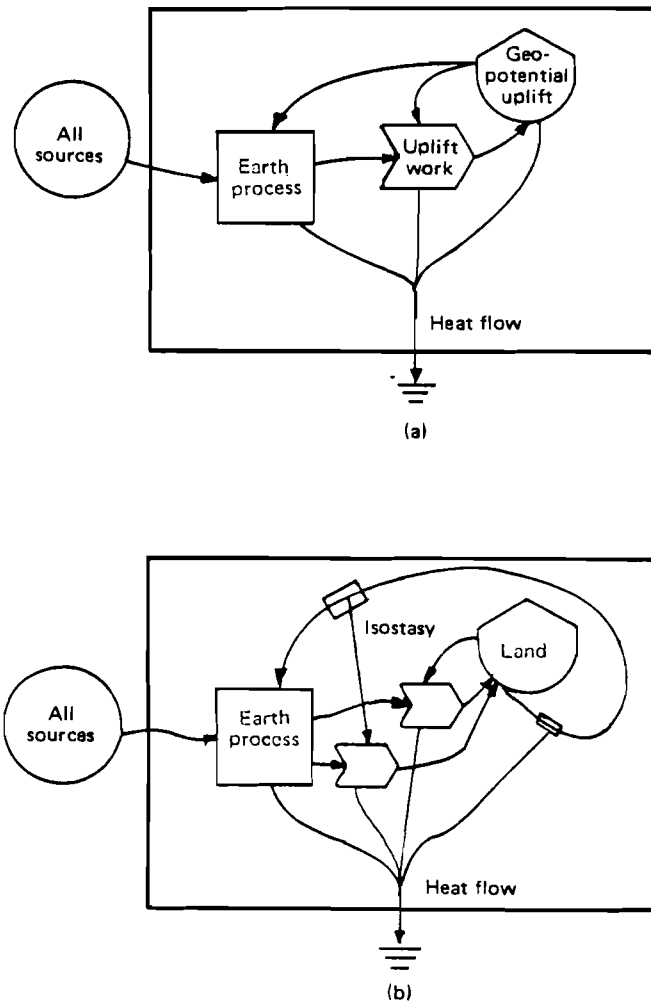 Geo-
potential
uplift
All
sources
Earth
process
Uplift
work
Heat flow
(a)
Isostasy
Land
All
sources
Earth
process
Heat flow
(b)